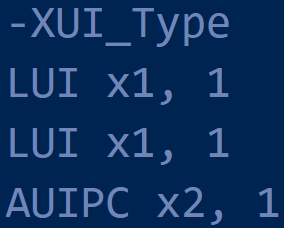 -XUI_Type
LUI x1, 1
LUI x1, 1
AUIPC x2, 1